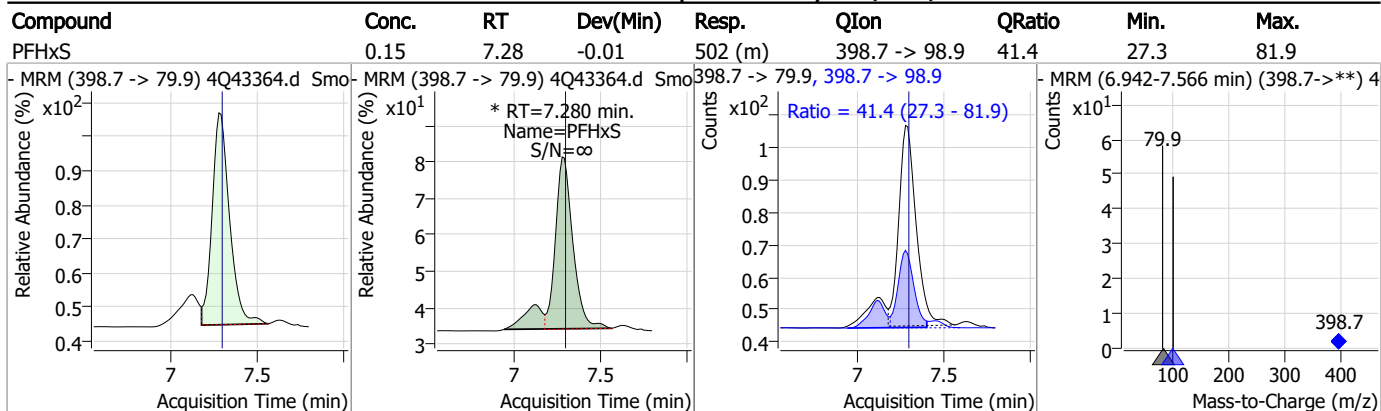 Compound Conc. RT Dev(Min) Resp. QIon QRatio Min. Max.
PFHxS 0.15 7.28 -0.01 502 (m) 398.7 -> 98.9 41.4 27.3 81.9
- MRM (398.7 -> 79.9) 4Q43364.d Smo
x10²
Relative Abundance (%)
1
0.9
0.8
0.7
0.6
0.5
0.4
7 7.5
Acquisition Time (min)
- MRM (398.7 -> 79.9) 4Q43364.d Smo
x10¹
* RT=7.280 min.
Name=PFHxS
S/N=∞
Relative Abundance (%)
8
7
6
5
4
3
7 7.5
Acquisition Time (min)
398.7 -> 79.9, 398.7 -> 98.9
x10²
Ratio = 41.4 (27.3 - 81.9)
Counts
1
0.9
0.8
0.7
0.6
0.5
0.4
7 7.5
Acquisition Time (min)
- MRM (6.942-7.566 min) (398.7->**) 4
x10¹
Counts
79.9
6
5
4
3
2
1
0
398.7
100 200 300 400
Mass-to-Charge (m/z)